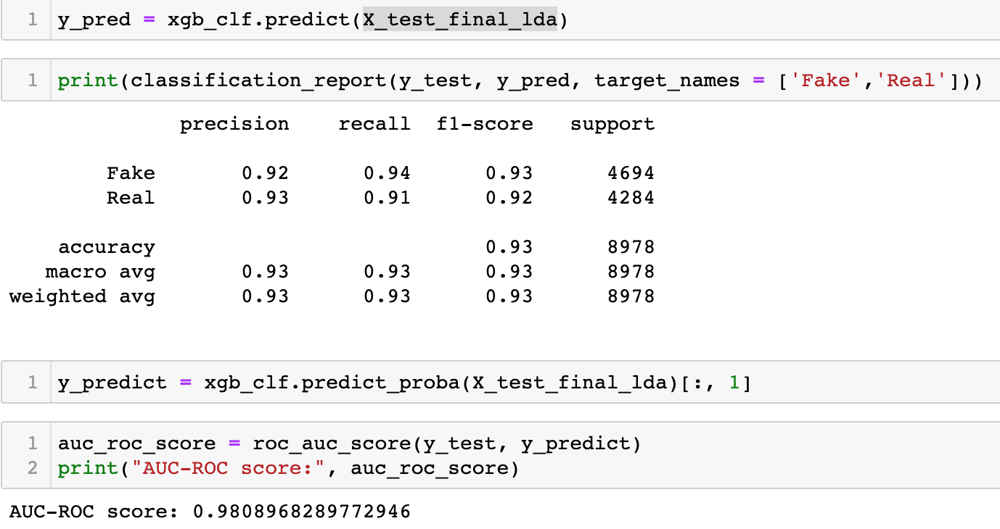 1 y_pred = xgb_clf.predict(X_test_final_lda)
1 print(classification_report(y_test, y_pred, target_names = ['Fake','Real']))
precision recall f1-score support
Fake 0.92 0.94 0.93 4694
Real 0.93 0.91 0.92 4284
accuracy 0.93 8978
macro avg 0.93 0.93 0.93 8978
weighted avg 0.93 0.93 0.93 8978
1 y_predict = xgb_clf.predict_proba(X_test_final_lda)[:, 1]
1 auc_roc_score = roc_auc_score(y_test, y_predict)
2 print("AUC-ROC score:", auc_roc_score)
AUC-ROC score: 0.9808968289772946